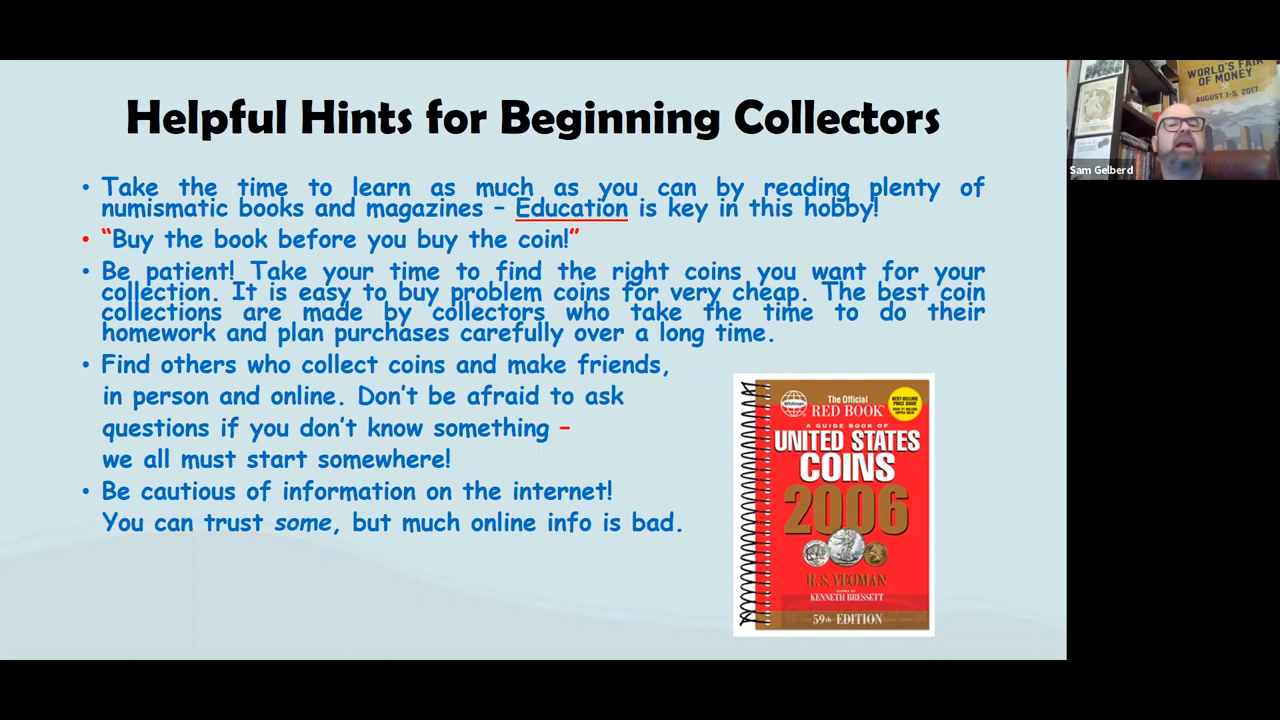 Helpful Hints for Beginning Collectors
• Take the time to learn as much as you can by reading plenty of
numismatic books and magazines – Education is key in this hobby!
• “Buy the book before you buy the coin!”
• Be patient! Take your time to find the right coins you want for your
collection. It is easy to buy problem coins for very cheap. The best coin
collections are made by collectors who take the time to do their
homework and plan purchases carefully over a long time.
• Find others who collect coins and make friends,
in person and online. Don’t be afraid to ask
questions if you don’t know something –
we all must start somewhere!
• Be cautious of information on the internet!
You can trust some, but much online info is bad.
Whitman
The Official
RED BOOK
BEST-SELLING
PRICE GUIDE
A GUIDE BOOK OF
UNITED STATES
COINS
2006
R. S. YEOMAN
KENNETH BRESSETT
59th EDITION
WORLD'S FAIR
OF MONEY
AUGUST 1-5, 2017
Sam Gelberd